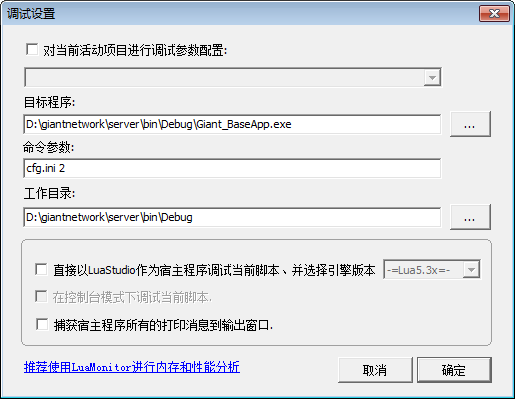 调试设置
对当前活动项目进行调试参数配置:
目标程序:
D:\giantnetwork\server\bin\Debug\Giant_BaseApp.exe
...
命令参数:
cfg.ini 2
工作目录:
D:\giantnetwork\server\bin\Debug
...
直接以LuaStudio作为宿主程序调试当前脚本、并选择引擎版本 -=Lua5.3x=-
在控制台模式下调试当前脚本.
捕获宿主程序所有的打印消息到输出窗口.
推荐使用LuaMonitor进行内存和性能分析 取消 确定